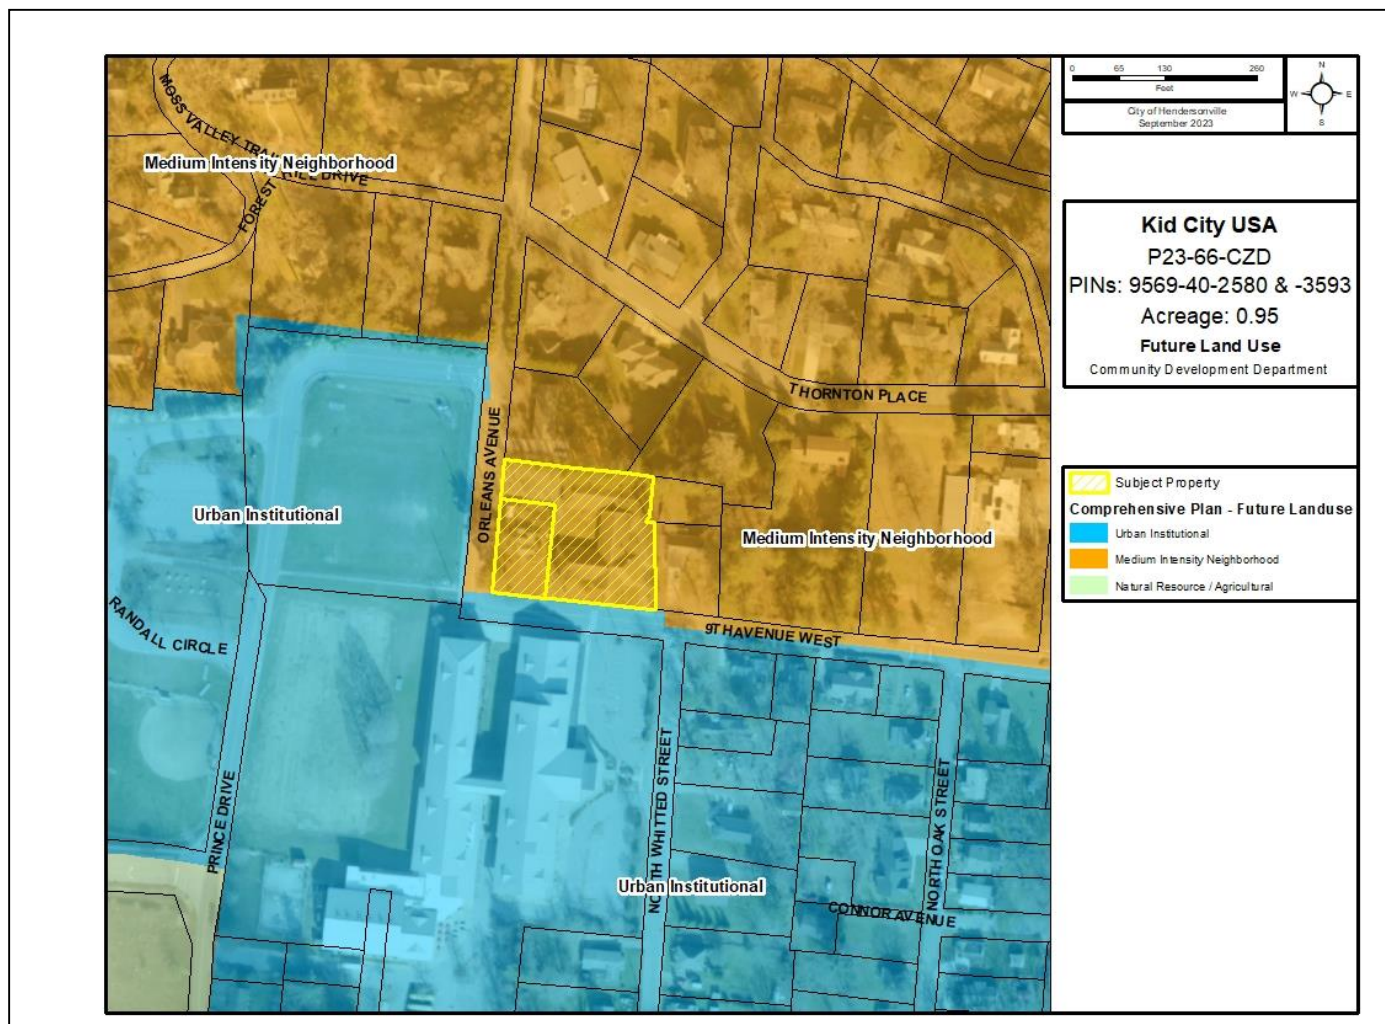 MOSS VALLEY TRAIL
Medium Intensity Neighborhood
DRIVE
FOREST
0 65 130 260
Feet
City of Hendersonville
September 2023
N
W E
S
Kid City USA
P23-66-CZD
PINs: 9569-40-2580 & -3593
Acreage: 0.95
Future Land Use
Community Development Department
THORNTON PLACE
ORLEANS AVENUE
Urban Institutional
Medium Intensity Neighborhood
Subject Property
Comprehensive Plan - Future Landuse
Urban Institutional
Medium Intensity Neighborhood
Natural Resource / Agricultural
RANDALL CIRCLE
9TH AVENUE WEST
PRINCE DRIVE
NORTH WHITTED STREET
NORTH OAK STREET
Urban Institutional
CONNOR AVENUE